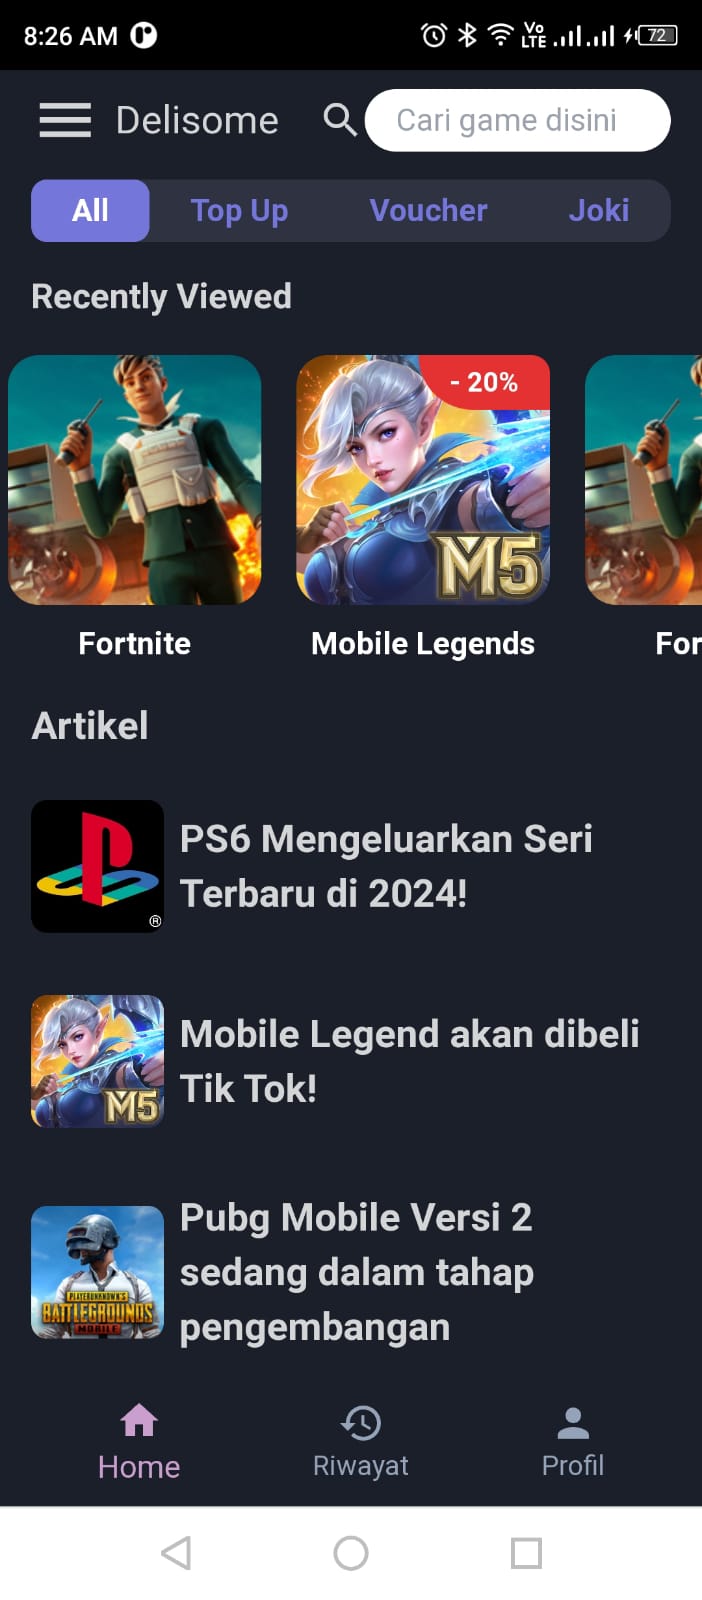 8:26 AM
Vo
LTE
72
Delisome
Cari game disini
All
Top Up
Voucher
Joki
Recently Viewed
- 20%
M5
Fortnite
Mobile Legends
For
Artikel
®
PS6 Mengeluarkan Seri
Terbaru di 2024!
M5
Mobile Legend akan dibeli
Tik Tok!
PLAYERUNKNOWN'S
BATTLEGROUNDS
MOBILE
Pubg Mobile Versi 2
sedang dalam tahap
pengembangan
Home
Riwayat
Profil